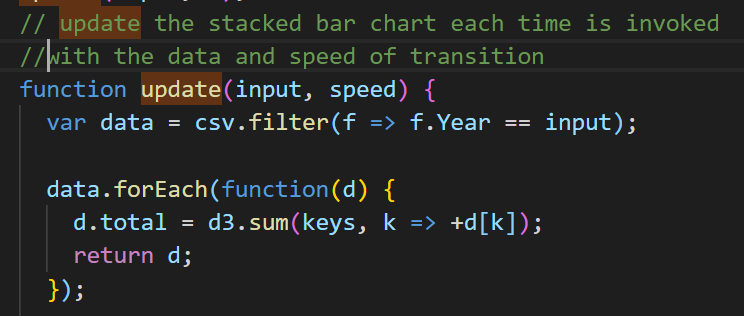 // update the stacked bar chart each time is invoked
//with the data and speed of transition
function update(input, speed) {
var data = csv.filter(f => f.Year == input);
data.forEach(function(d) {
d.total = d3.sum(keys, k => +d[k]);
return d;
});